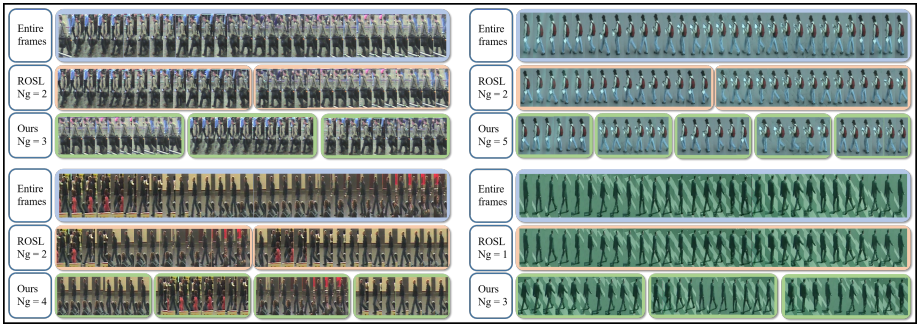 Entire
frames
ROSL
Ng = 2
Ours
Ng = 3
Entire
frames
ROSL
Ng = 2
Ours
Ng = 5
Entire
frames
ROSL
Ng = 2
Ours
Ng = 4
Entire
frames
ROSL
Ng = 1
Ours
Ng = 3